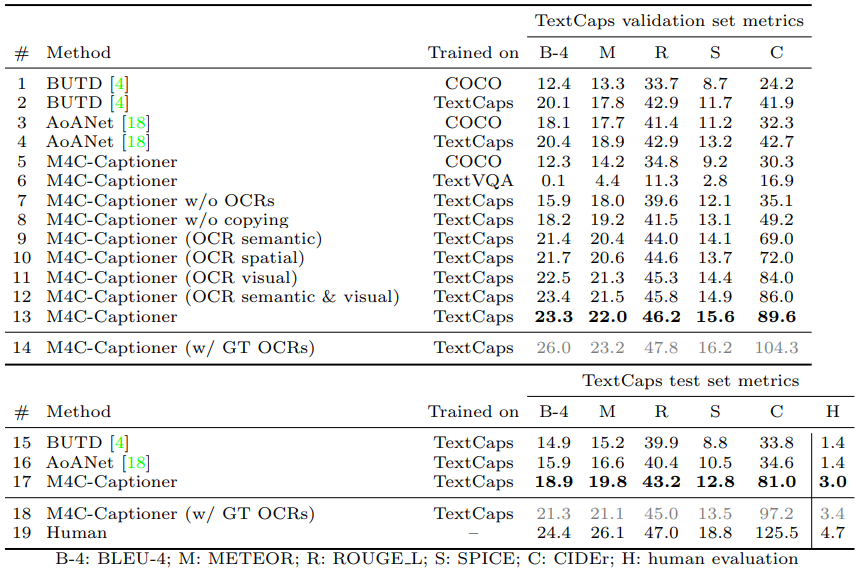 TextCaps validation set metrics
# Method Trained on B-4 M R S C
1 BUTD [4] COCO 12.4 13.3 33.7 8.7 24.2
2 BUTD [4] TextCaps 20.1 17.8 42.9 11.7 41.9
3 AoANet [18] COCO 18.1 17.7 41.4 11.2 32.3
4 AoANet [18] TextCaps 20.4 18.9 42.9 13.2 42.7
5 M4C-Captioner COCO 12.3 14.2 34.8 9.2 30.3
6 M4C-Captioner TextVQA 0.1 4.4 11.3 2.8 16.9
7 M4C-Captioner w/o OCRs TextCaps 15.9 18.0 39.6 12.1 35.1
8 M4C-Captioner w/o copying TextCaps 18.2 19.2 41.5 13.1 49.2
9 M4C-Captioner (OCR semantic) TextCaps 21.4 20.4 44.0 14.1 69.0
10 M4C-Captioner (OCR spatial) TextCaps 21.7 20.6 44.6 13.7 72.0
11 M4C-Captioner (OCR visual) TextCaps 22.5 21.3 45.3 14.4 84.0
12 M4C-Captioner (OCR semantic & visual) TextCaps 23.4 21.5 45.8 14.9 86.0
13 M4C-Captioner TextCaps 23.3 22.0 46.2 15.6 89.6
14 M4C-Captioner (w/ GT OCRs) TextCaps 26.0 23.2 47.8 16.2 104.3
TextCaps test set metrics
# Method Trained on B-4 M R S C H
15 BUTD [4] TextCaps 14.9 15.2 39.9 8.8 33.8 1.4
16 AoANet [18] TextCaps 15.9 16.6 40.4 10.5 34.6 1.4
17 M4C-Captioner TextCaps 18.9 19.8 43.2 12.8 81.0 3.0
18 M4C-Captioner (w/ GT OCRs) TextCaps 21.3 21.1 45.0 13.5 97.2 3.4
19 Human – 24.4 26.1 47.0 18.8 125.5 4.7
B-4: BLEU-4; M: METEOR; R: ROUGE_L; S: SPICE; C: CIDEr; H: human evaluation